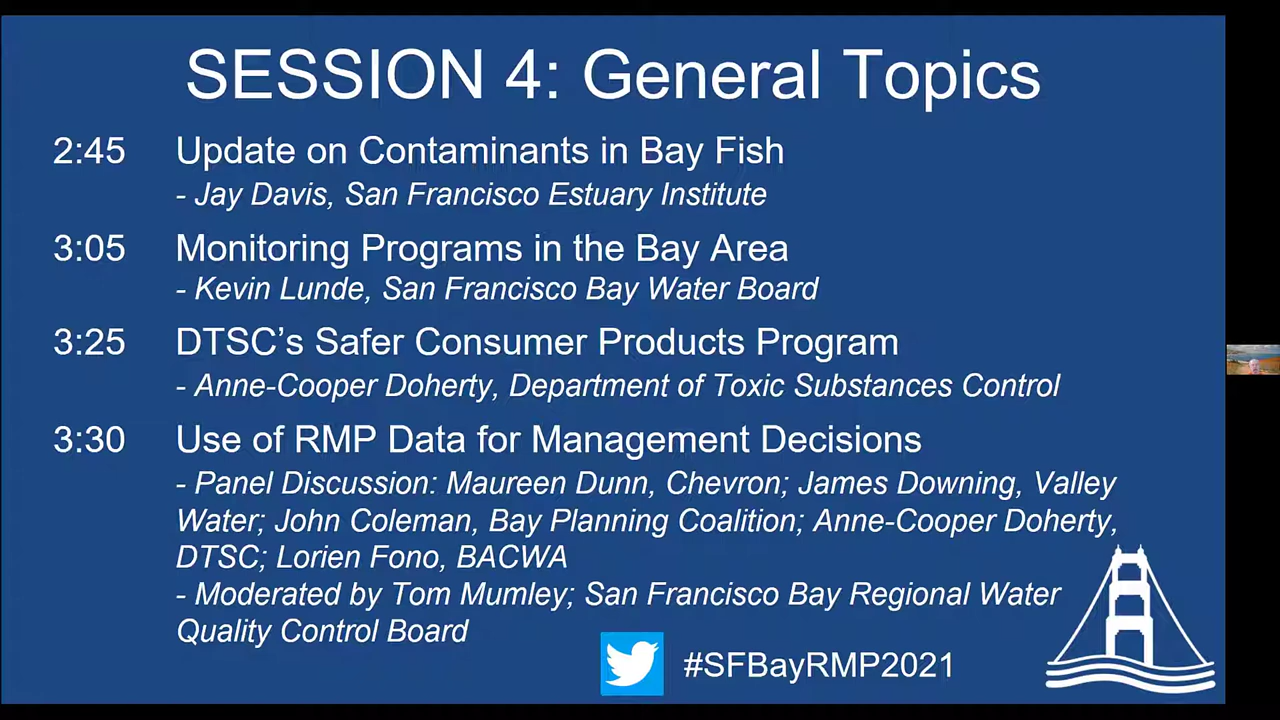 SESSION 4: General Topics
2:45 Update on Contaminants in Bay Fish
- Jay Davis, San Francisco Estuary Institute
3:05 Monitoring Programs in the Bay Area
- Kevin Lunde, San Francisco Bay Water Board
3:25 DTSC’s Safer Consumer Products Program
- Anne-Cooper Doherty, Department of Toxic Substances Control
3:30 Use of RMP Data for Management Decisions
- Panel Discussion: Maureen Dunn, Chevron; James Downing, Valley
Water; John Coleman, Bay Planning Coalition; Anne-Cooper Doherty,
DTSC; Lorien Fono, BACWA
- Moderated by Tom Mumley; San Francisco Bay Regional Water
Quality Control Board
#SFBayRMP2021